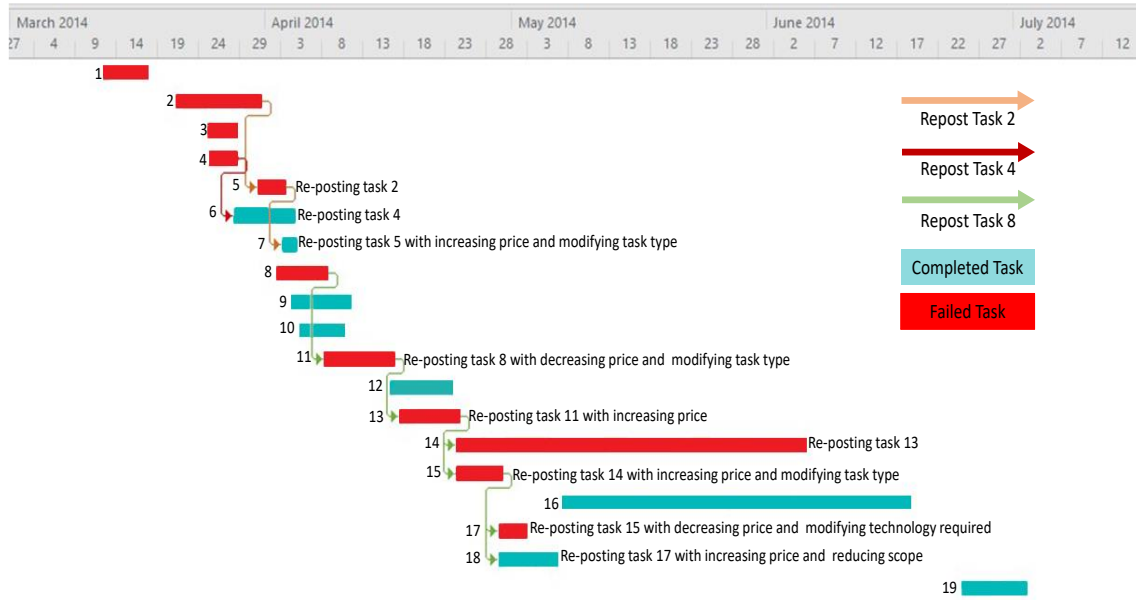 March 2014 April 2014 May 2014 June 2014 July 2014
27 4 9 14 19 24 29 3 8 13 18 23 28 3 8 13 18 23 28 2 7 12 17 22 27 2 7 12
1
2
Repost Task 2
3
4
Repost Task 4
5 Re-posting task 2
6 Re-posting task 4
Repost Task 8
7 Re-posting task 5 with increasing price and modifying task type
8
Completed Task
9
Failed Task
10
11 Re-posting task 8 with decreasing price and modifying task type
12
13 Re-posting task 11 with increasing price
14 Re-posting task 13
15 Re-posting task 14 with increasing price and modifying task type
16
17 Re-posting task 15 with decreasing price and modifying technology required
18 Re-posting task 17 with increasing price and reducing scope
19